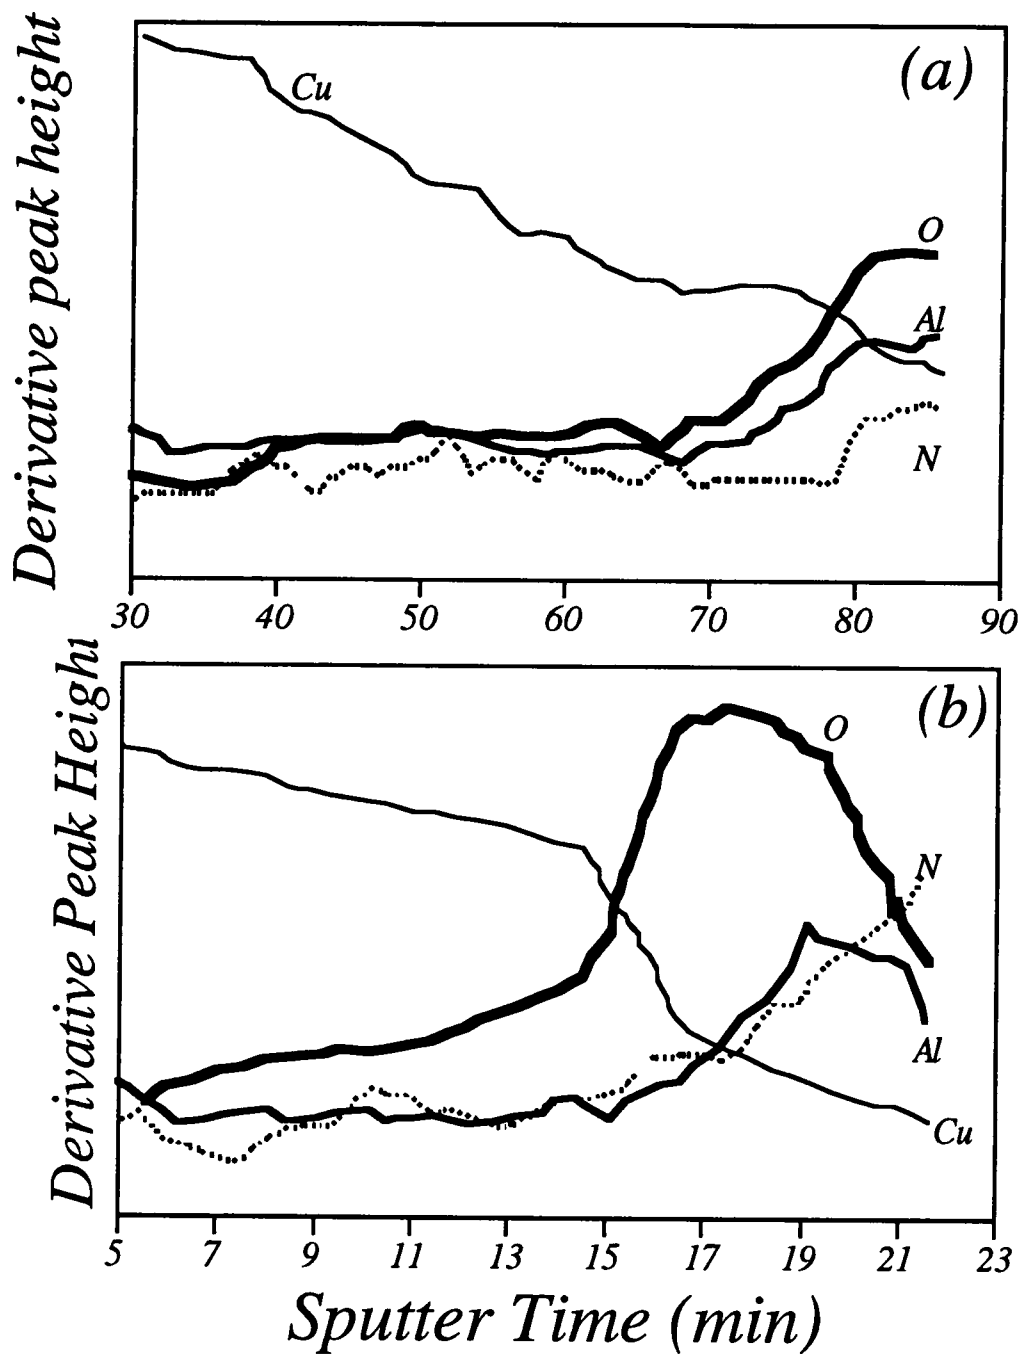 Derivative peak height
(a)
Cu
O
Al
N
30 40 50 60 70 80 90
Derivative Peak Height
(b)
O
N
Al
Cu
5 7 9 11 13 15 17 19 21 23
Sputter Time (min)